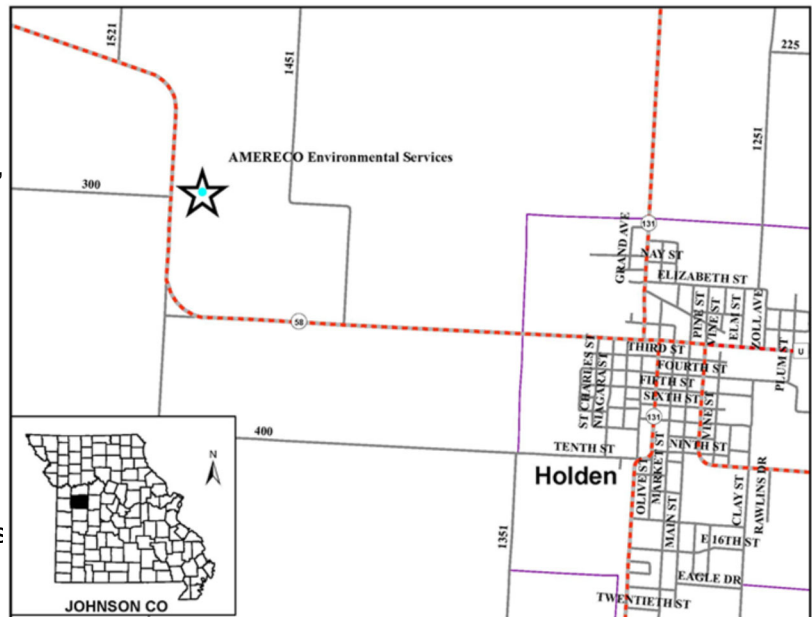 1521
1451
225
1251
AMERECO Environmental Services
300
131
GRAND AVE
NAY ST
ELIZABETH ST
PINE ST
VINE ST
ELM ST
ZOLL AVE
PLUM ST
58
U
THIRD ST
FOURTH ST
FIFTH ST
SIXTH ST
ST CHARLES ST
NIAGARA ST
131
VINE ST
400
TENTH ST
NINTH ST
Holden
OLIVE ST
MARKET ST
MAIN ST
CLAY ST
RAWLINS DR
1351
E 16TH ST
EAGLE DR
TWENTIETH ST
N
JOHNSON CO